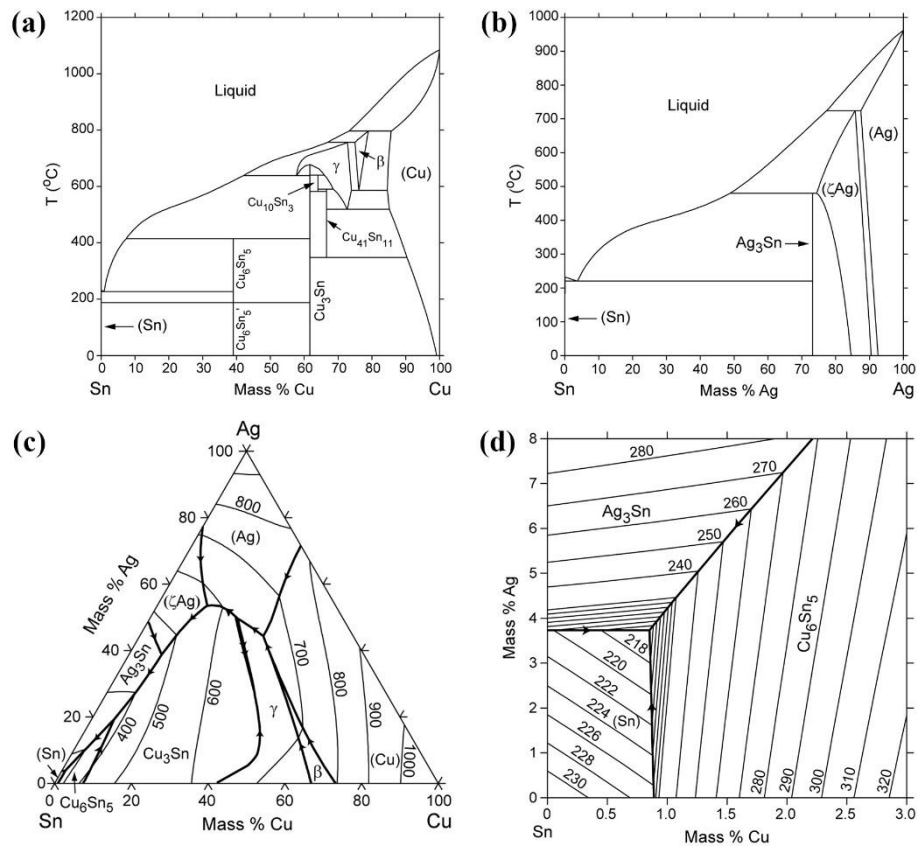 (a)
1200
1000
800
600
400
200
0
T (°C)
Liquid
γ
β
(Cu)
Cu10Sn3
Cu41Sn11
Cu6Sn5
Cu6Sn5'
Cu3Sn
(Sn)
0 10 20 30 40 50 60 70 80 90 100
Sn Mass % Cu Cu
(b)
1000
900
800
700
600
500
400
300
200
100
0
T (°C)
Liquid
(Ag)
(ζAg)
Ag3Sn
(Sn)
0 10 20 30 40 50 60 70 80 90 100
Sn Mass % Ag Ag
(c)
Ag
100
80
60
40
20
0
Mass % Ag
800
(Ag)
(ζAg)
Ag3Sn
700
800
900
1000
600
500
400
γ
β
(Sn)
Cu3Sn
(Cu)
Cu6Sn5
0 20 40 60 80 100
Sn Mass % Cu Cu
(d)
8
7
6
5
4
3
2
1
0
Mass % Ag
280
270
260
250
240
Ag3Sn
Cu6Sn5
218
220
222
224 (Sn)
226
228
230
280
290
300
310
320
0 0.5 1.0 1.5 2.0 2.5 3.0
Sn Mass % Cu